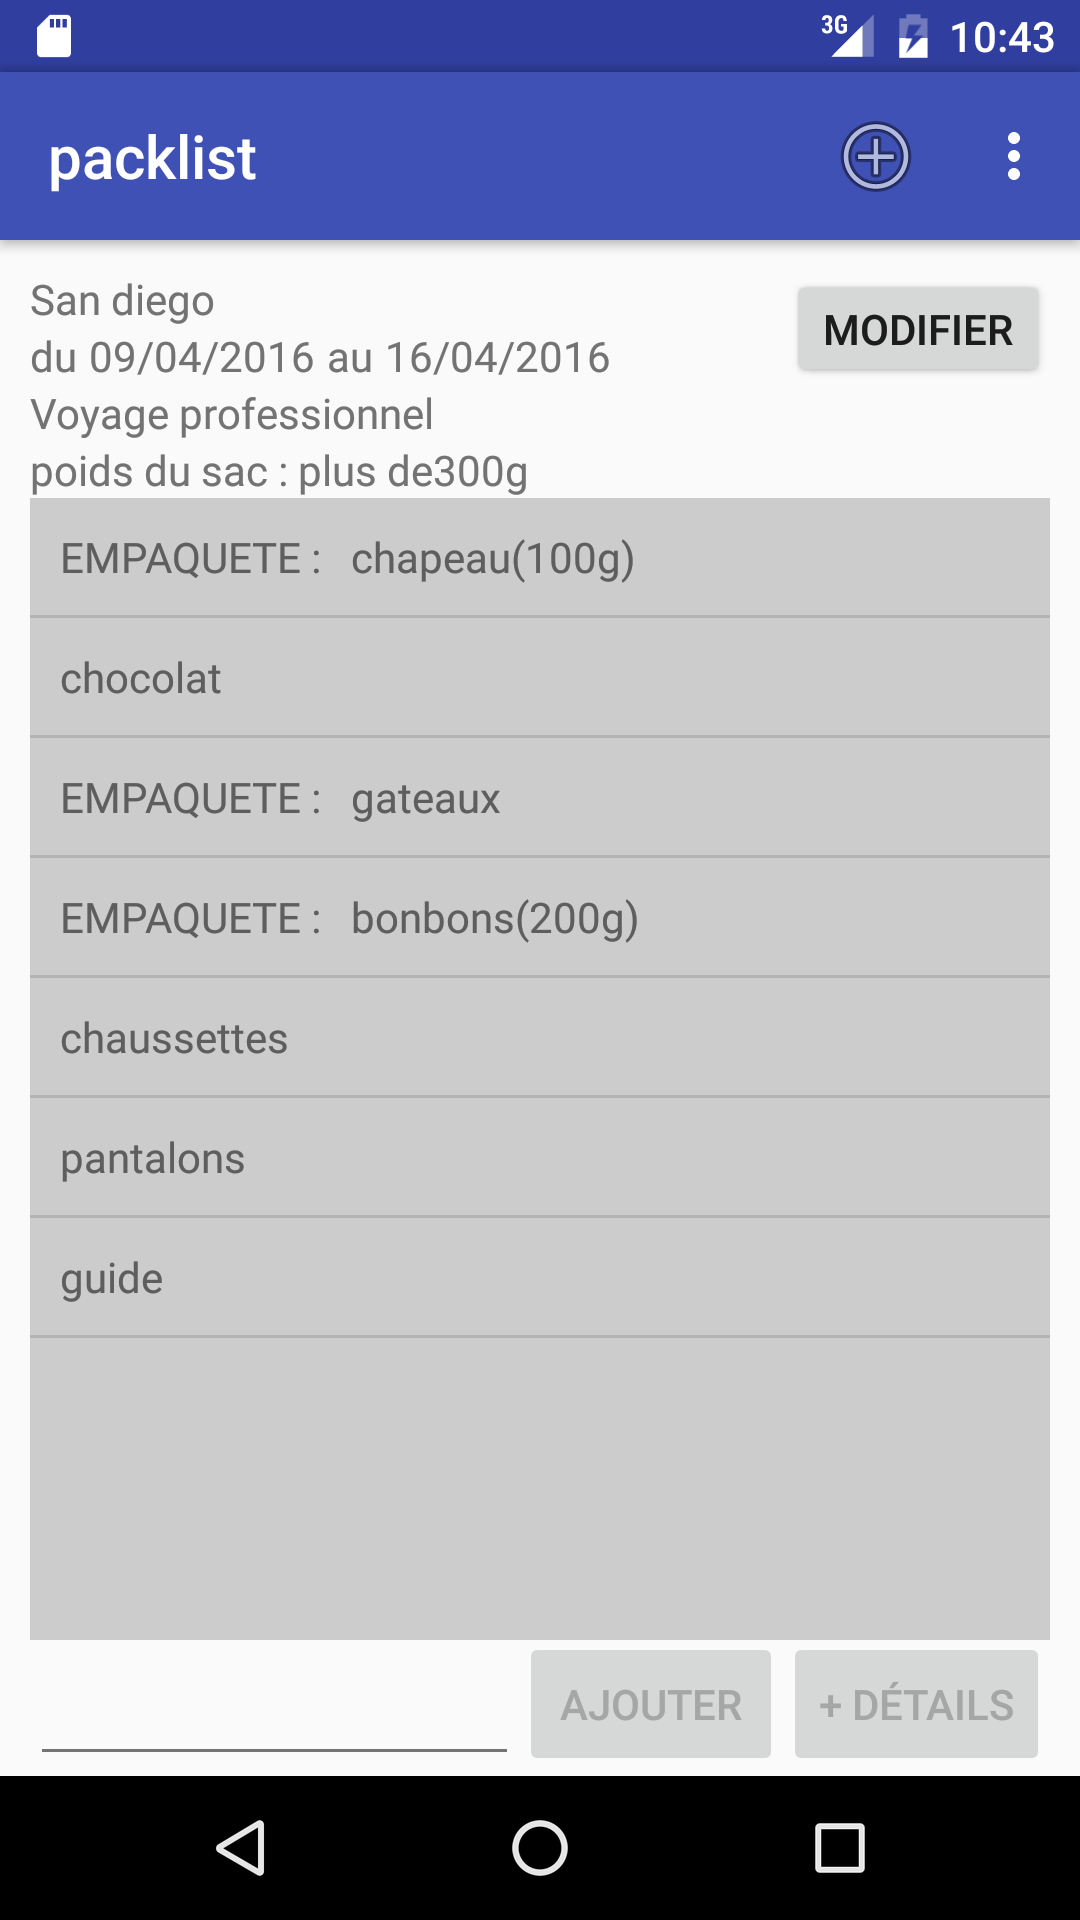 3G 10:43
packlist
San diego
MODIFIER
du 09/04/2016 au 16/04/2016
Voyage professionnel
poids du sac : plus de300g
EMPAQUETE :   chapeau(100g)
chocolat
EMPAQUETE :   gateaux
EMPAQUETE :   bonbons(200g)
chaussettes
pantalons
guide
AJOUTER
+ DÉTAILS